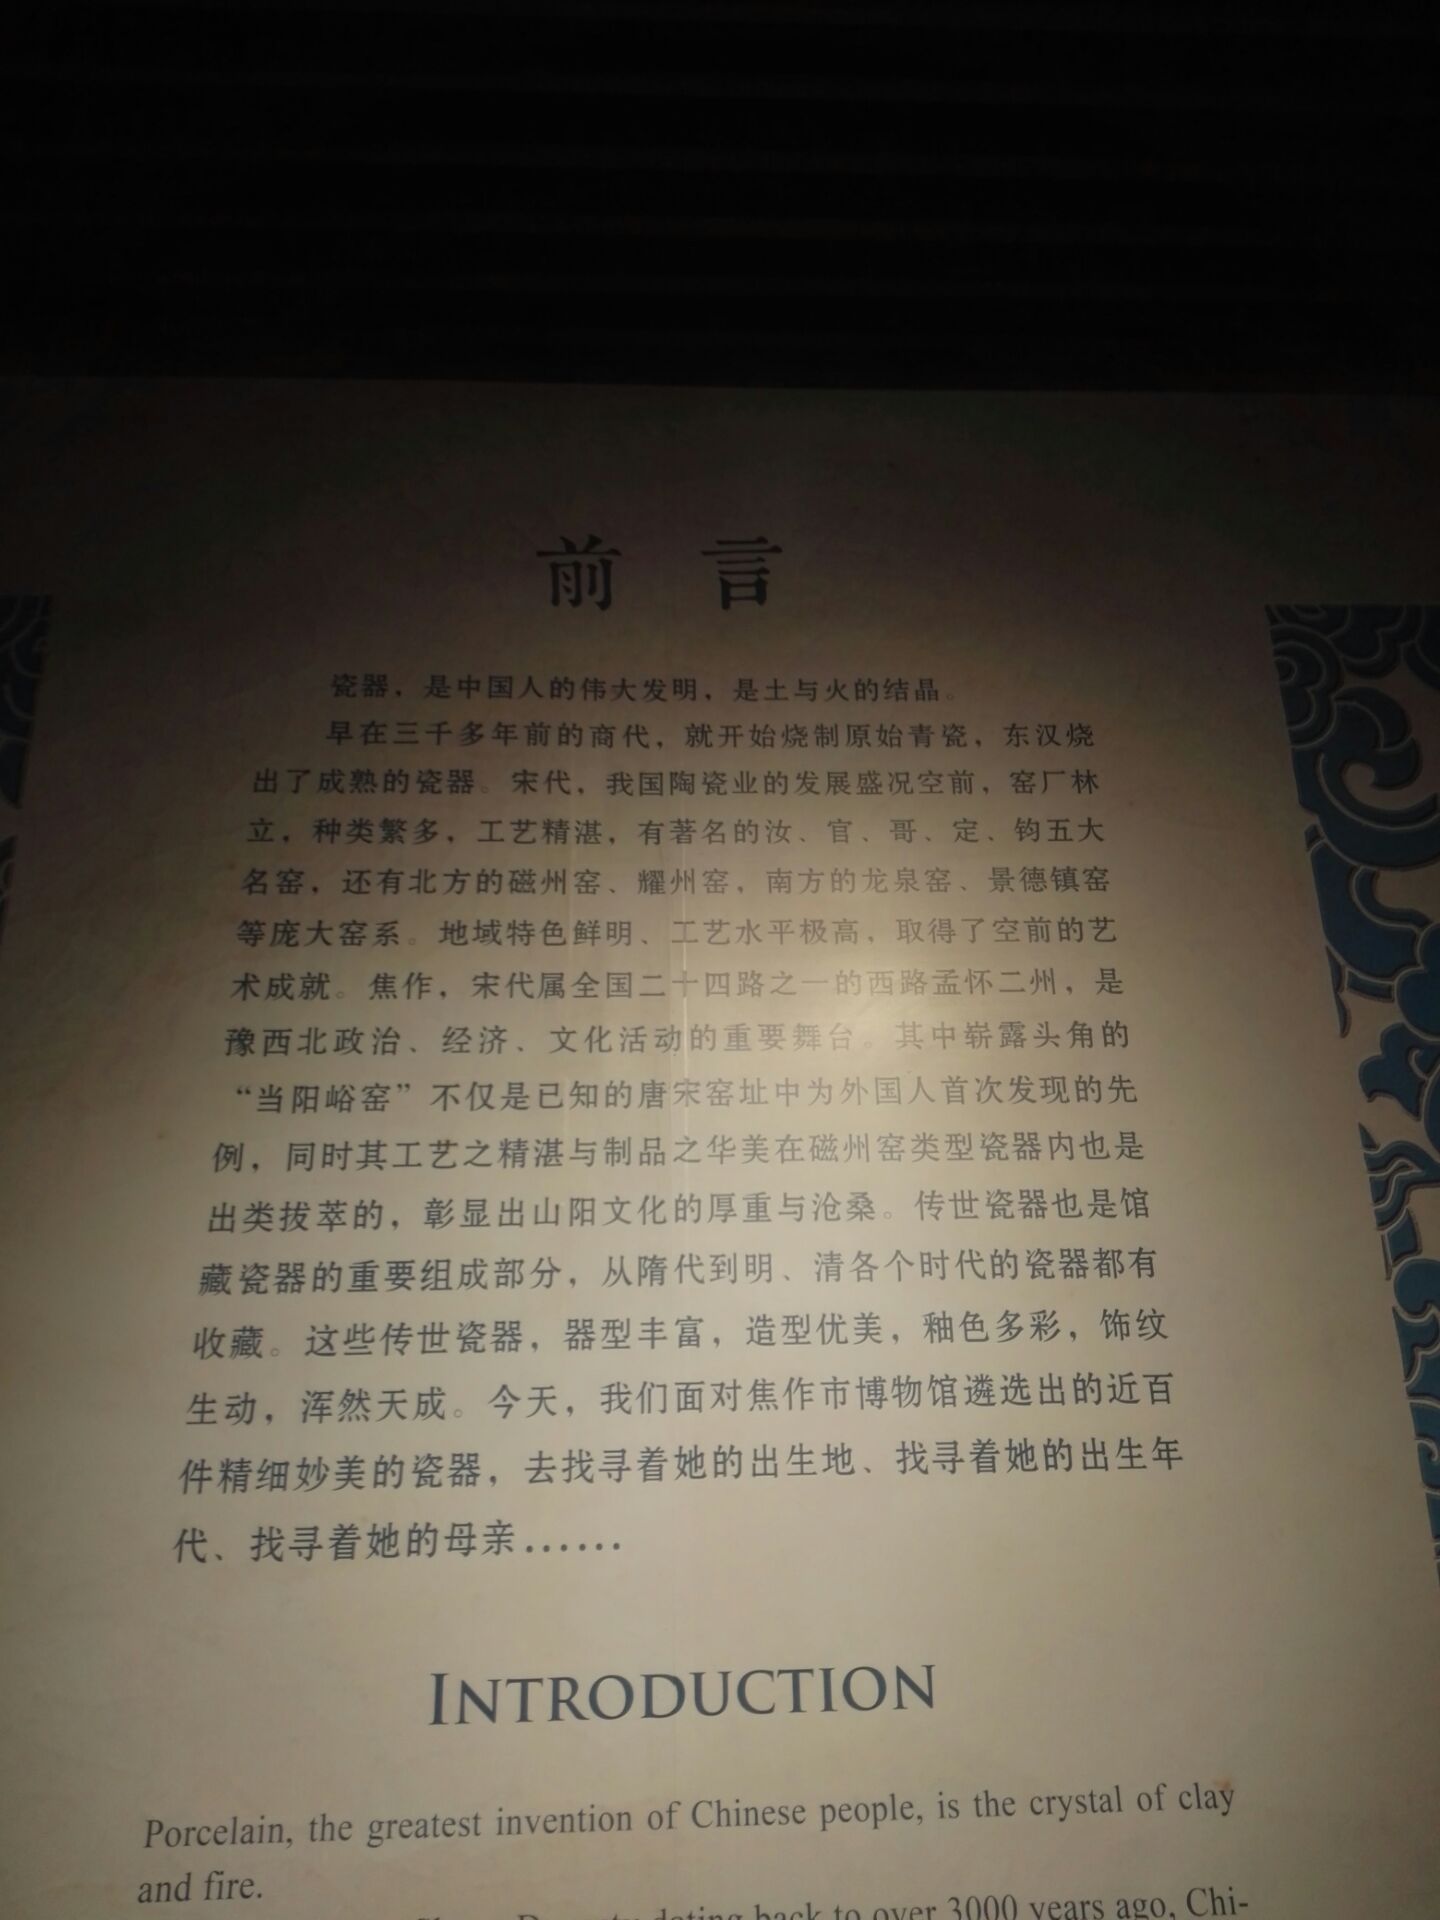 前 言
瓷器，是中国人的伟大发明，是土与火的结晶。
早在三千多年前的商代，就开始烧制原始青瓷，东汉烧
出了成熟的瓷器。宋代，我国陶瓷业的发展盛况空前，窑厂林
立，种类繁多，工艺精湛，有著名的汝、官、哥、定、钧五大
名窑，还有北方的磁州窑、耀州窑，南方的龙泉窑、景德镇窑
等庞大窑系。地域特色鲜明、工艺水平极高，取得了空前的艺
术成就。焦作，宋代属全国二十四路之一的西路孟怀二州，是
豫西北政治、经济、文化活动的重要舞台。其中崭露头角的
“当阳峪窑”不仅是已知的唐宋窑址中为外国人首次发现的先
例，同时其工艺之精湛与制品之华美在磁州窑类型瓷器内也是
出类拔萃的，彰显出山阳文化的厚重与沧桑。传世瓷器也是馆
藏瓷器的重要组成部分，从隋代到明、清各个时代的瓷器都有
收藏。这些传世瓷器，器型丰富，造型优美，釉色多彩，饰纹
生动，浑然天成。今天，我们面对焦作市博物馆遴选出的近百
件精细妙美的瓷器，去找寻着她的出生地、找寻着她的出生年
代、找寻着她的母亲……
INTRODUCTION
Porcelain, the greatest invention of Chinese people, is the crystal of clay
and fire.
dating back to over 3000 years ago, Chi-